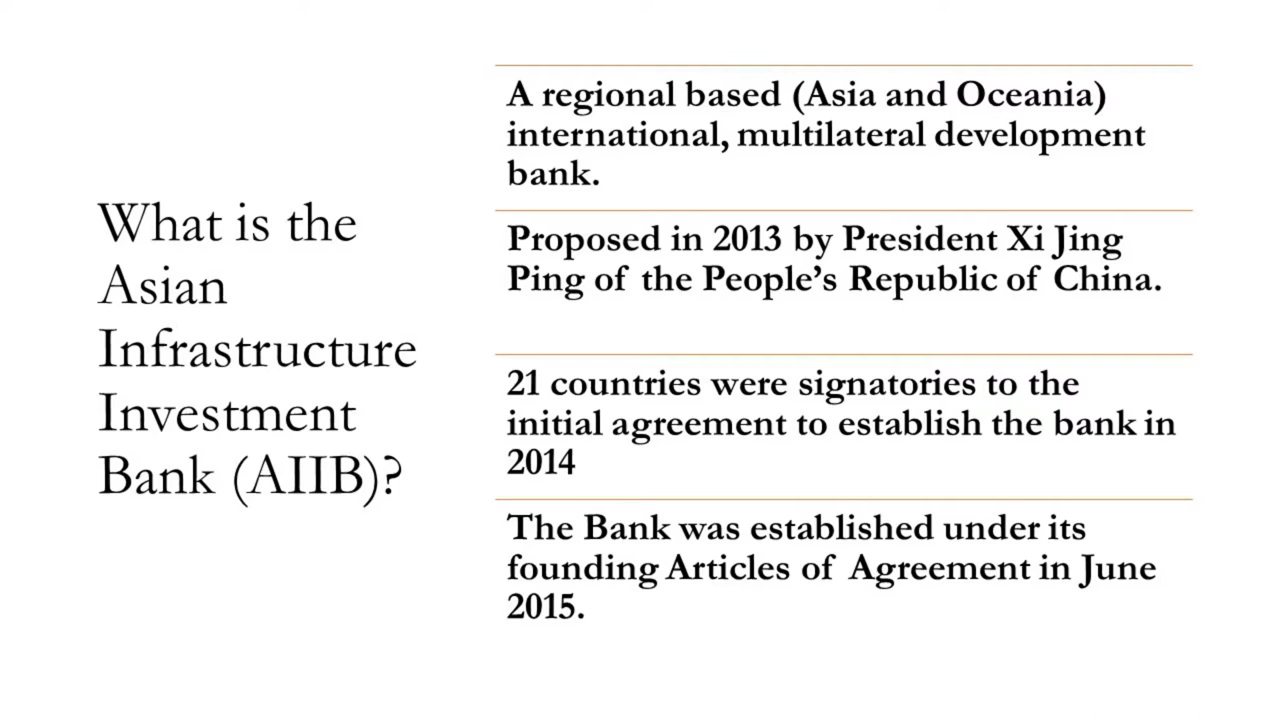 What is the
Asian
Infrastructure
Investment
Bank (AIIB)?
A regional based (Asia and Oceania)
international, multilateral development
bank.
Proposed in 2013 by President Xi Jing
Ping of the People’s Republic of China.
21 countries were signatories to the
initial agreement to establish the bank in
2014
The Bank was established under its
founding Articles of Agreement in June
2015.